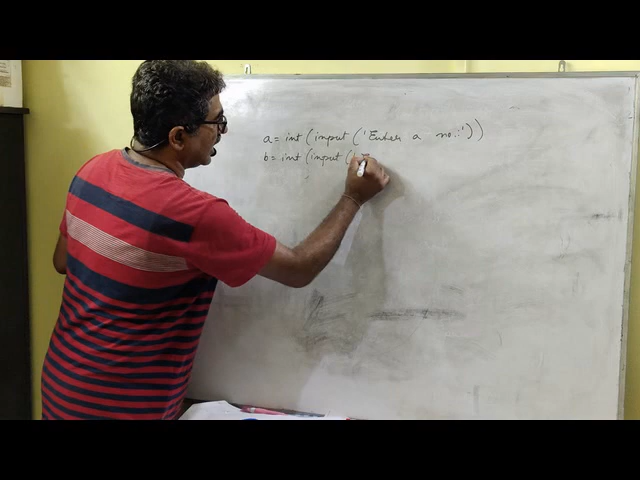 a = int (input ('Enter a no.:'))
b = int (input (